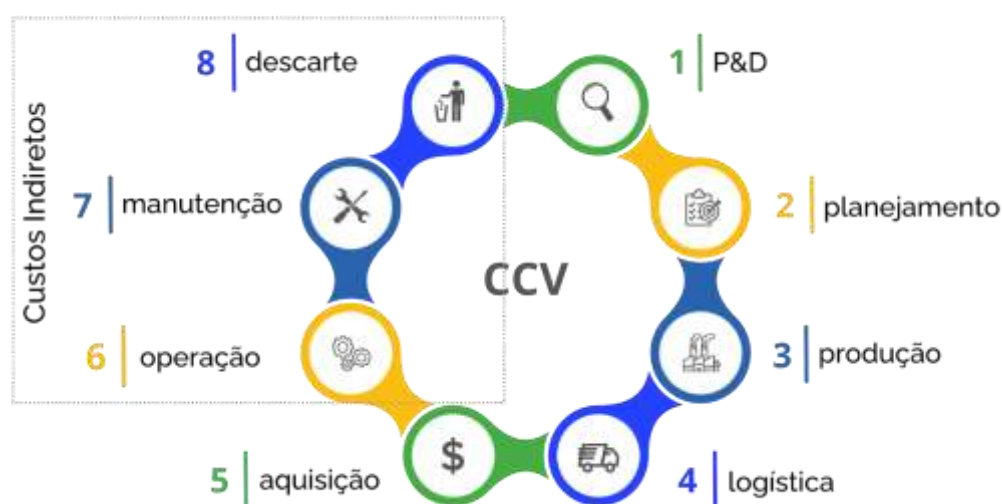 1 P&D
2 planejamento
3 produção
4 logística
5 aquisição
$
6 operação
7 manutenção
8 descarte
Custos Indiretos
CCV